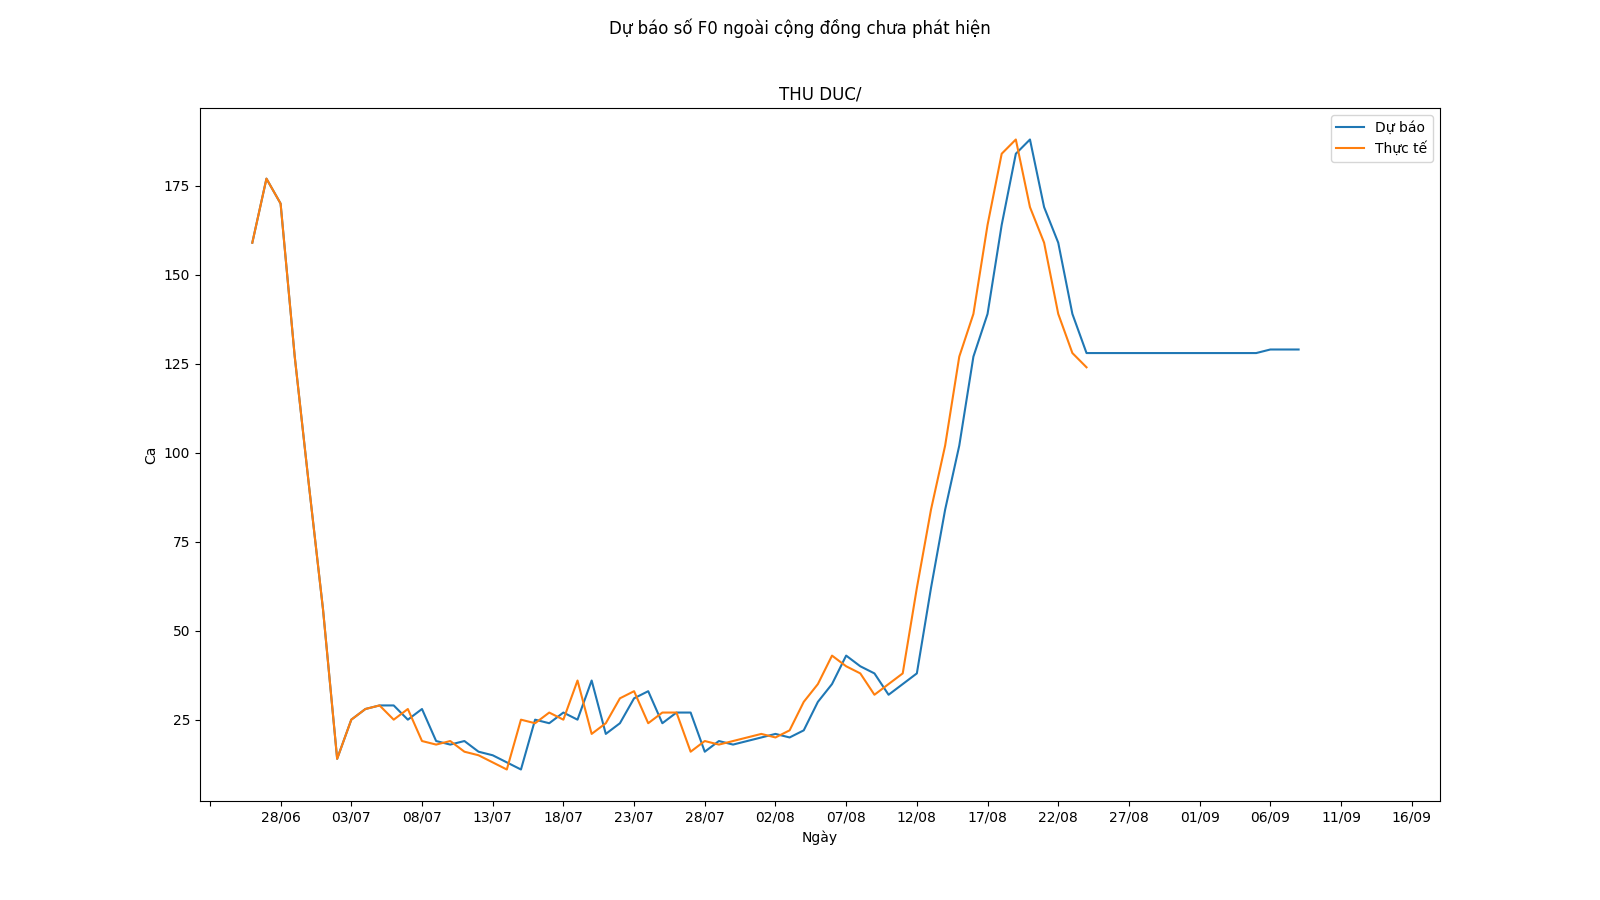 Dự báo số F0 ngoài cộng đồng chưa phát hiện
THU DUC/
Dự báo
Thực tế
175
150
125
100
75
50
25
Ca
28/06 03/07 08/07 13/07 18/07 23/07 28/07 02/08 07/08 12/08 17/08 22/08 27/08 01/09 06/09 11/09 16/09
Ngày